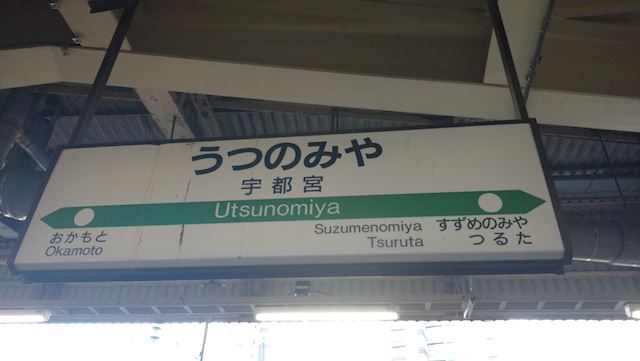 うつのみや
宇都宮
Utsunomiya
おかもと
Okamoto
Suzumenomiya すずめのみや
Tsuruta つるた